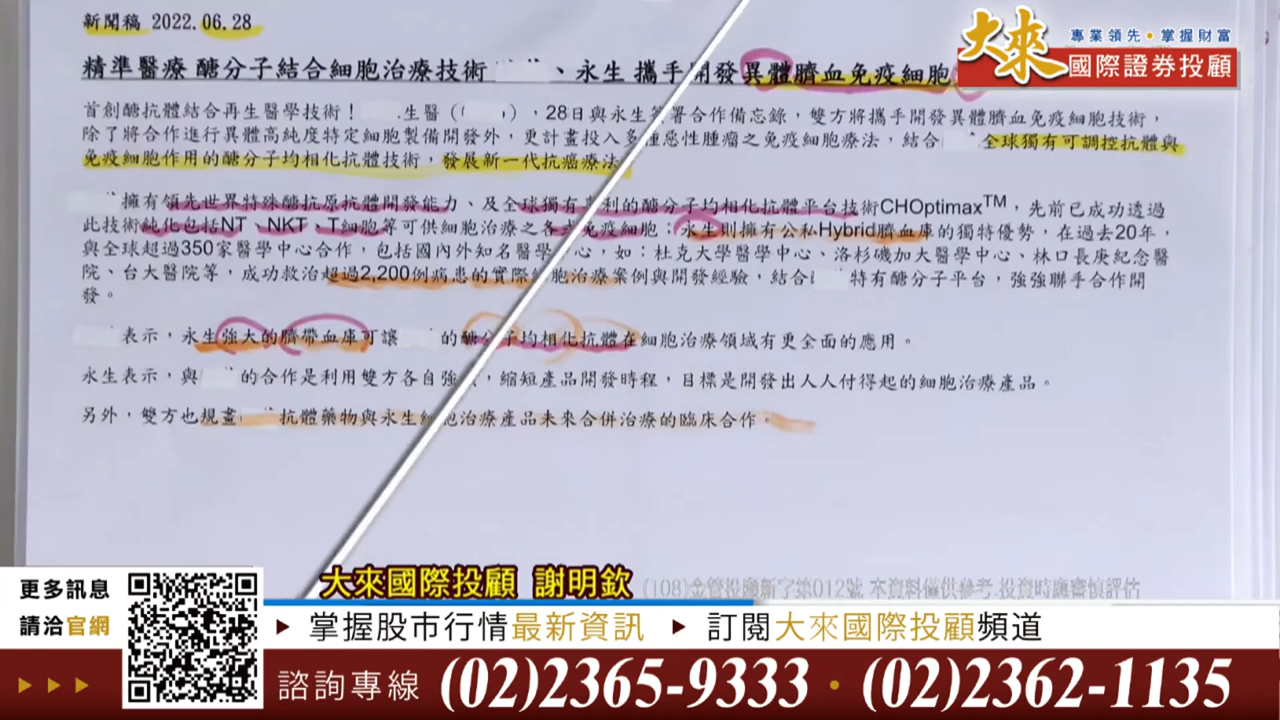 新聞稿 2022.06.28
大來 專業領先•掌握財富
國際證券投顧
精準醫療 醣分子結合細胞治療技術 、永生 攜手開發異體臍血免疫細胞
首創醣抗體結合再生醫學技術! 生醫( ),28日與永生簽署合作備忘錄,雙方將攜手開發異體臍血免疫細胞技術,
除了將合作進行異體高純度特定細胞製備開發外,更計畫投入多種惡性腫瘤之免疫細胞療法,結合 全球獨有可調控抗體與
免疫細胞作用的醣分子均相化抗體技術,發展新一代抗癌療法
擁有領先世界特殊醣抗原抗體開發能力、及全球獨有專利的醣分子均相化抗體平台技術CHOptimaxTM,先前已成功透過
此技術純化包括NT、NKT、T細胞等可供細胞治療之各式免疫細胞;永生則擁有公私Hybrid臍血庫的獨特優勢,在過去20年,
與全球超過350家醫學中心合作,包括國內外知名醫學中心,如:杜克大學醫學中心、洛杉磯加大醫學中心、林口長庚紀念醫
院、台大醫院等,成功救治超過2,200例病患的實際細胞治療案例與開發經驗,結合 特有醣分子平台,強強聯手合作開
發。
表示,永生強大的臍帶血庫可讓 的醣分子均相化抗體在細胞治療領域有更全面的應用。
永生表示,與 的合作是利用雙方各自強 ,縮短產品開發時程,目標是開發出人人付得起的細胞治療產品。
另外,雙方也規畫 抗體藥物與永生細胞治療產品未來合併治療的臨床合作。
大來國際投顧 謝明欽
(108)金管投顧新字第012號 本資料僅供參考,投資時應審慎評估
更多訊息
請洽官網
掌握股市行情最新資訊 訂閱大來國際投顧頻道
諮詢專線 (02)2365-9333 • (02)2362-1135